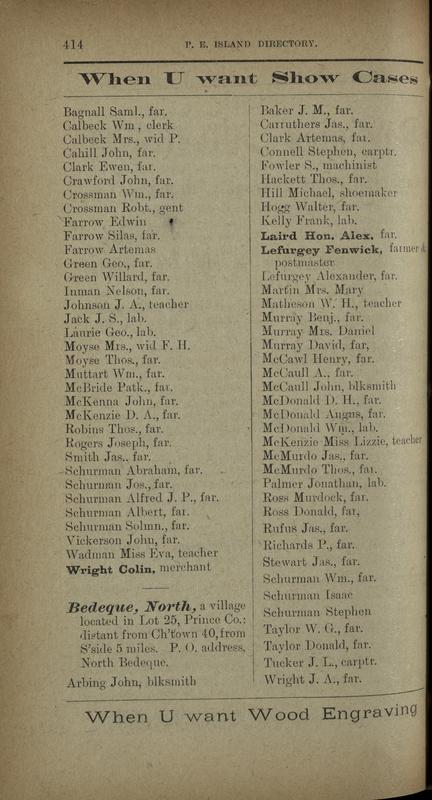 414
P. E. ISLAND DIRECTORY.
When U want Show Cases
Bagnall Saml., far.
Calbeck Wm , clerk
Calbeck Mrs., wid P.
Cahill John, far.
Clark Ewen, far.
Crawford John, far.
Crossman Wm., far.
Crossman Robt., gent
Farrow Edwin
Farrow Silas, far.
Farrow Artemas
Green Geo., far.
Green Willard, far.
Inman Nelson, far.
Johnson J. A., teacher
Jack J. S., lab.
Laurie Geo., lab.
Moyse Mrs., wid F. H.
Moyse Thos., far.
Muttart Wm., far.
McBride Patk., far.
McKenna John, far.
McKenzie D. A., far.
Robins Thos., far.
Rogers Joseph, far.
Smith Jas.. far.
Schurman Abraham, far.
Schurman Jos., far.
Schurman Alfred J. P., far.
Schurman Albert, far.
Schurman Solmn., far.
Vickerson John, far.
Wadman Miss Eva, teacher
Wright Colin, merchant
Bedeque, North, a village
located in Lot 25, Prince Co.:
distant from Ch'town 40, from
S'side 5 miles. P. O. address,
North Bedeque.
Arbing John, blksmith
Baker J. M., far.
Carruthers Jas., far.
Clark Artemas, far.
Connell Stephen, carptr.
Fowler S., machinist
Hackett Thos., far.
Hill Michael, shoemaker
Hogg Walter, far.
Kelly Frank, lab.
Laird Hon. Alex. far.
Lefurgey Fenwick, farmer &
postmaster
Lefurgey Alexander, far.
Martin Mrs. Mary
Matheson W. H., teacher
Murray Benj., far.
Murray Mrs. Daniel
Murray David, far,
McCawl Henry, far.
McCaull A., far.
McCaull John, blksmith
McDonald D. H., far.
McDonald Angus, far.
McDonald Wm., lab.
McKenzie Miss Lizzie, teacher
McMurdo Jas., far.
McMurdo Thos., far.
Palmer Jonathan, lab.
Ross Murdock, far.
Ross Donald, far,
Rufus Jas., far.
Richards P., far.
Stewart Jas., far.
Schurman Wm., far.
Schurman Isaac
Schurman Stephen
Taylor W. G., far.
Taylor Donald, far.
Tucker J. L., carptr.
Wright J. A., far.
When U want Wood Engraving